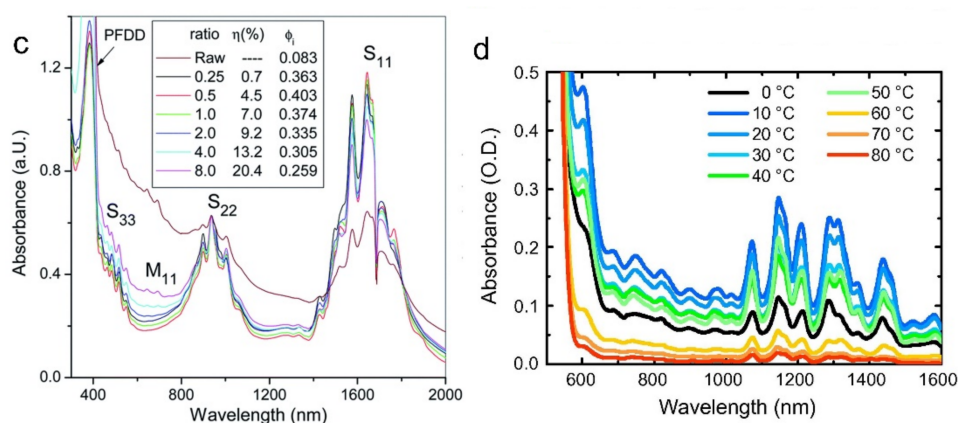 c
PFDD
ratio η(%) ϕi
Raw ---- 0.083
0.25 0.7 0.363
0.5 4.5 0.403
1.0 7.0 0.374
2.0 9.2 0.335
4.0 13.2 0.305
8.0 20.4 0.259
S11
S33
S22
M11
Absorbance (a.U.)
1.2
0.8
0.4
0.0
400 800 1200 1600 2000
Wavelength (nm)
d
0 °C 50 °C
10 °C 60 °C
20 °C 70 °C
30 °C 80 °C
40 °C
Absorbance (O.D.)
0.5
0.4
0.3
0.2
0.1
0.0
600 800 1000 1200 1400 1600
Wavelength (nm)